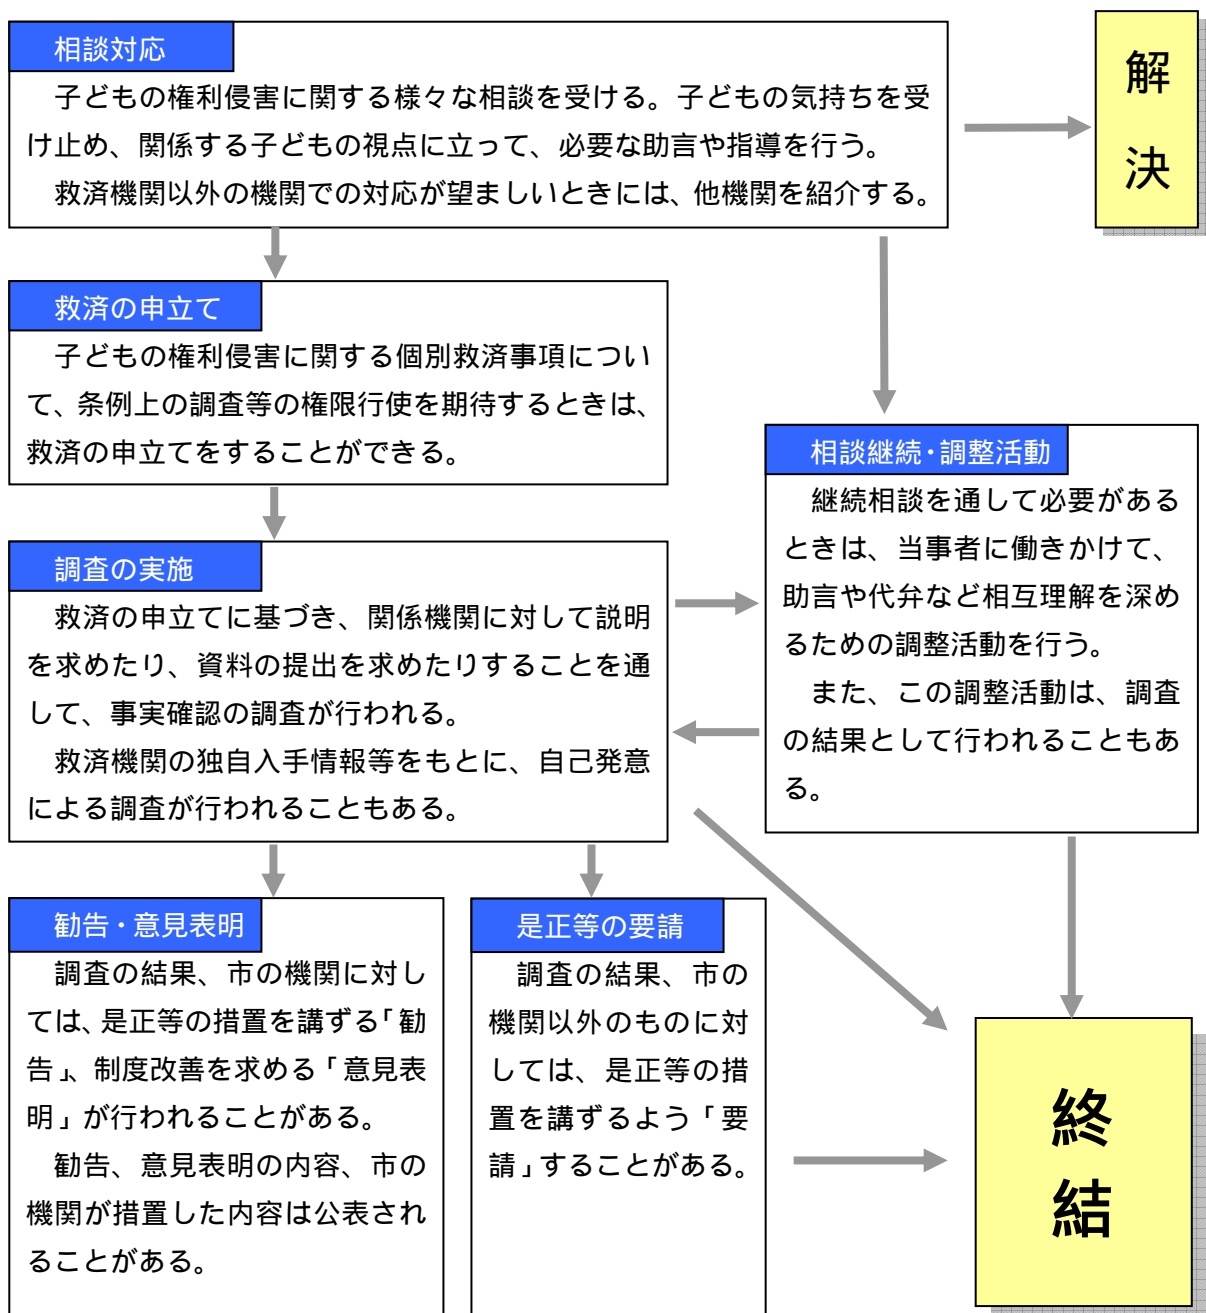 相談対応
子どもの権利侵害に関する様々な相談を受ける。子どもの気持ちを受
け止め、関係する子どもの視点に立って、必要な助言や指導を行う。
救済機関以外の機関での対応が望ましいときには、他機関を紹介する。
解
決
救済の申立て
子どもの権利侵害に関する個別救済事項につい
て、条例上の調査等の権限行使を期待するときは、
救済の申立てをすることができる。
調査の実施
救済の申立てに基づき、関係機関に対して説明
を求めたり、資料の提出を求めたりすることを通
して、事実確認の調査が行われる。
救済機関の独自入手情報等をもとに、自己発意
による調査が行われることもある。
相談継続・調整活動
継続相談を通して必要がある
ときは、当事者に働きかけて、
助言や代弁など相互理解を深め
るための調整活動を行う。
また、この調整活動は、調査
の結果として行われることもあ
る。
勧告・意見表明
調査の結果、市の機関に対し
ては、是正等の措置を講ずる「勧
告」、制度改善を求める「意見表
明」が行われることがある。
勧告、意見表明の内容、市の
機関が措置した内容は公表され
ることがある。
是正等の要請
調査の結果、市の
機関以外のものに対
しては、是正等の措
置を講ずるよう「要
請」することがある。
終
結